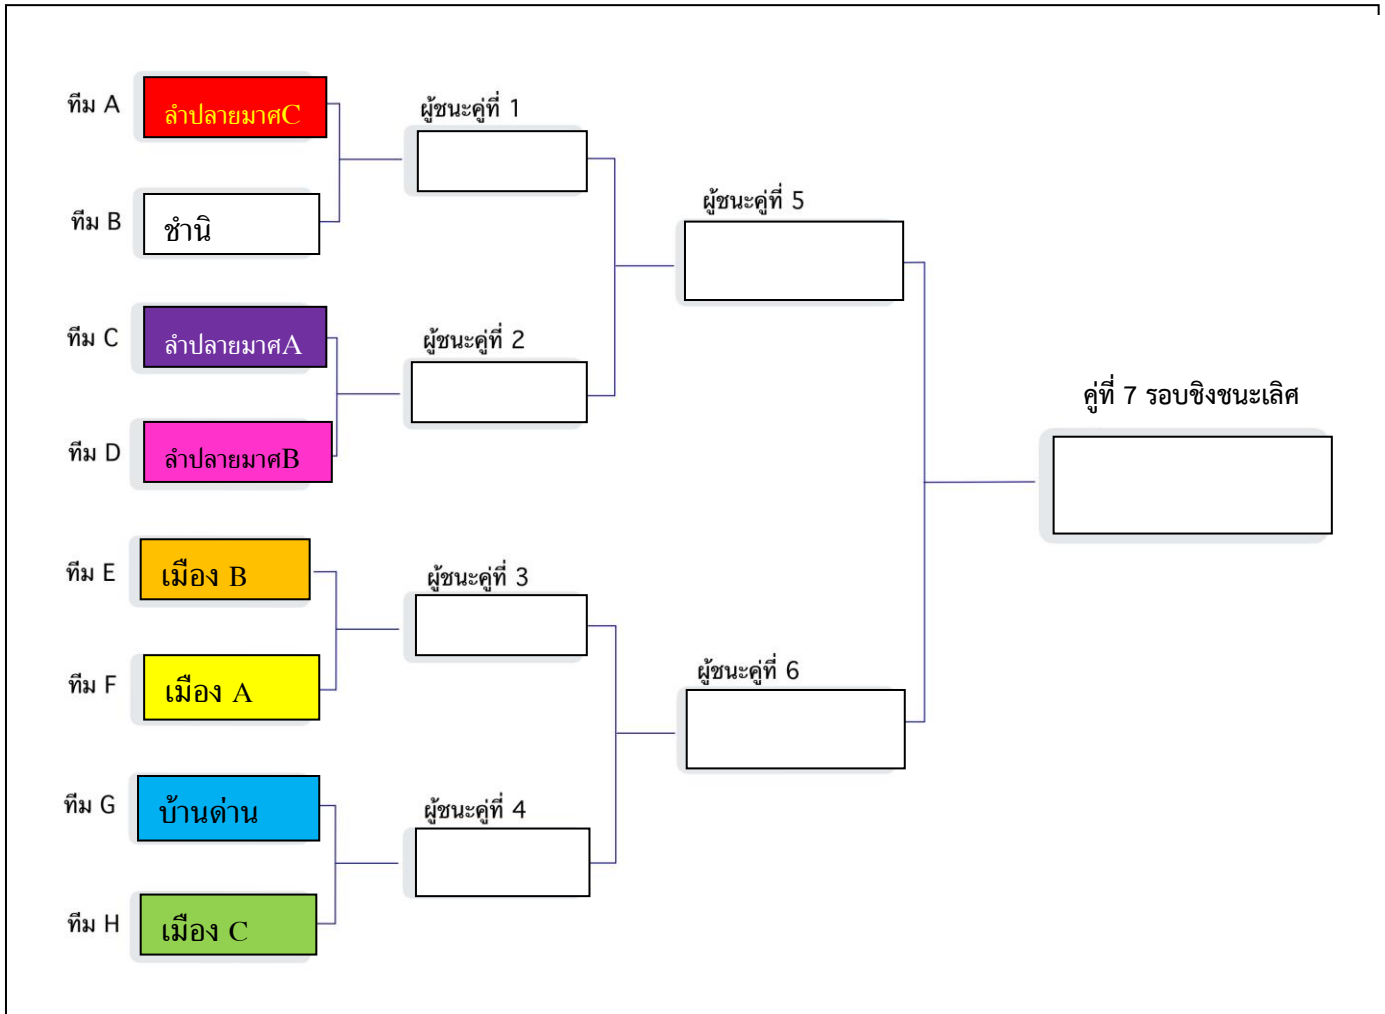 ทีม A
ลำปลายมาศC
ผู้ชนะคู่ที่ 1
ทีม B
ชำนิ
ผู้ชนะคู่ที่ 5
ทีม C
ลำปลายมาศA
ผู้ชนะคู่ที่ 2
คู่ที่ 7 รอบชิงชนะเลิศ
ทีม D
ลำปลายมาศB
ทีม E
เมือง B
ผู้ชนะคู่ที่ 3
ทีม F
เมือง A
ผู้ชนะคู่ที่ 6
ทีม G
บ้านด่าน
ผู้ชนะคู่ที่ 4
ทีม H
เมือง C